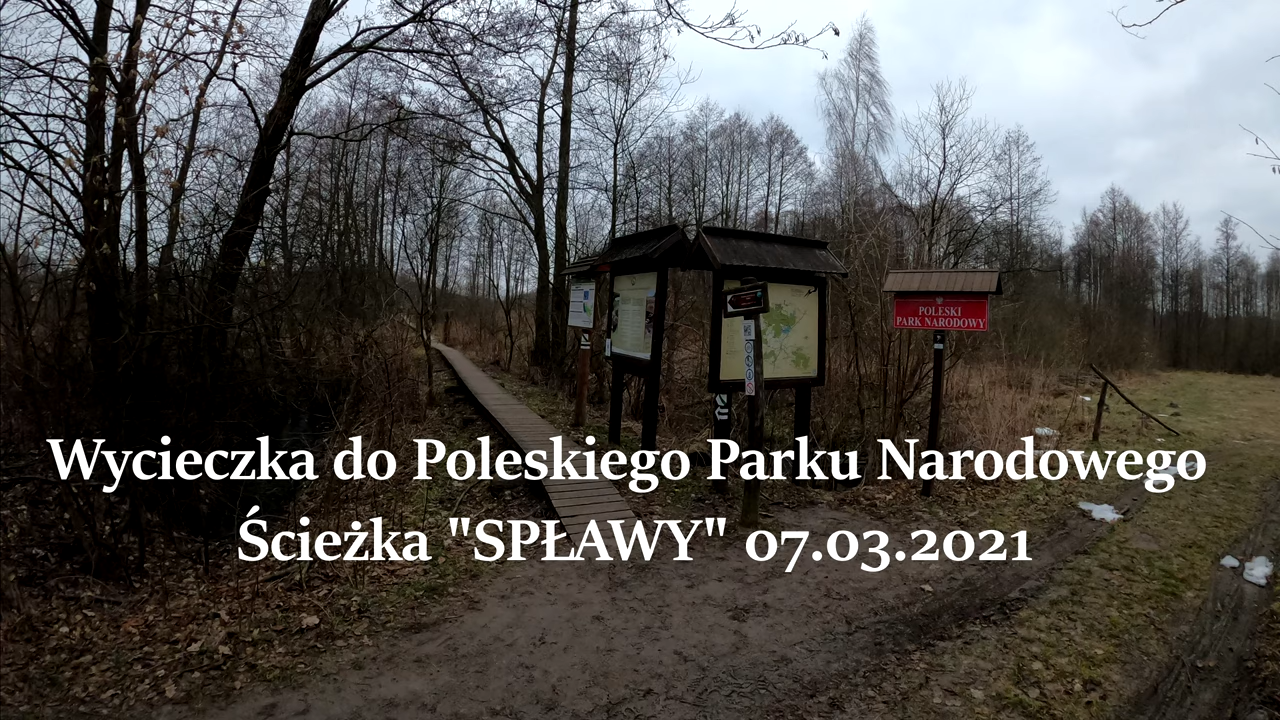 POLESKI
PARK NARODOWY
Wycieczka do Poleskiego Parku Narodowego
Ścieżka "SPŁAWY" 07.03.2021